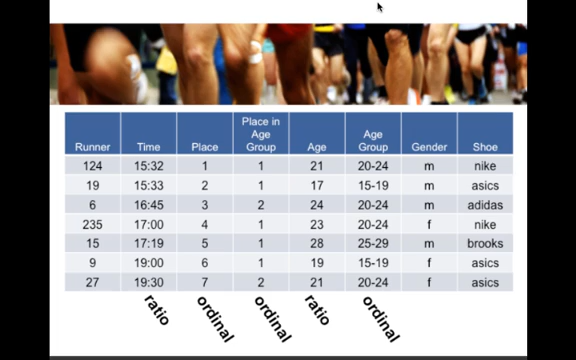 Runner Time Place Place in Age Group Age Age Group Gender Shoe
124 15:32 1 1 21 20-24 m nike
19 15:33 2 1 17 15-19 m asics
6 16:45 3 2 24 20-24 m adidas
235 17:00 4 1 23 20-24 f nike
15 17:19 5 1 28 25-29 m brooks
9 19:00 6 1 19 15-19 f asics
27 19:30 7 2 21 20-24 f asics
ratio ordinal ordinal ratio ordinal